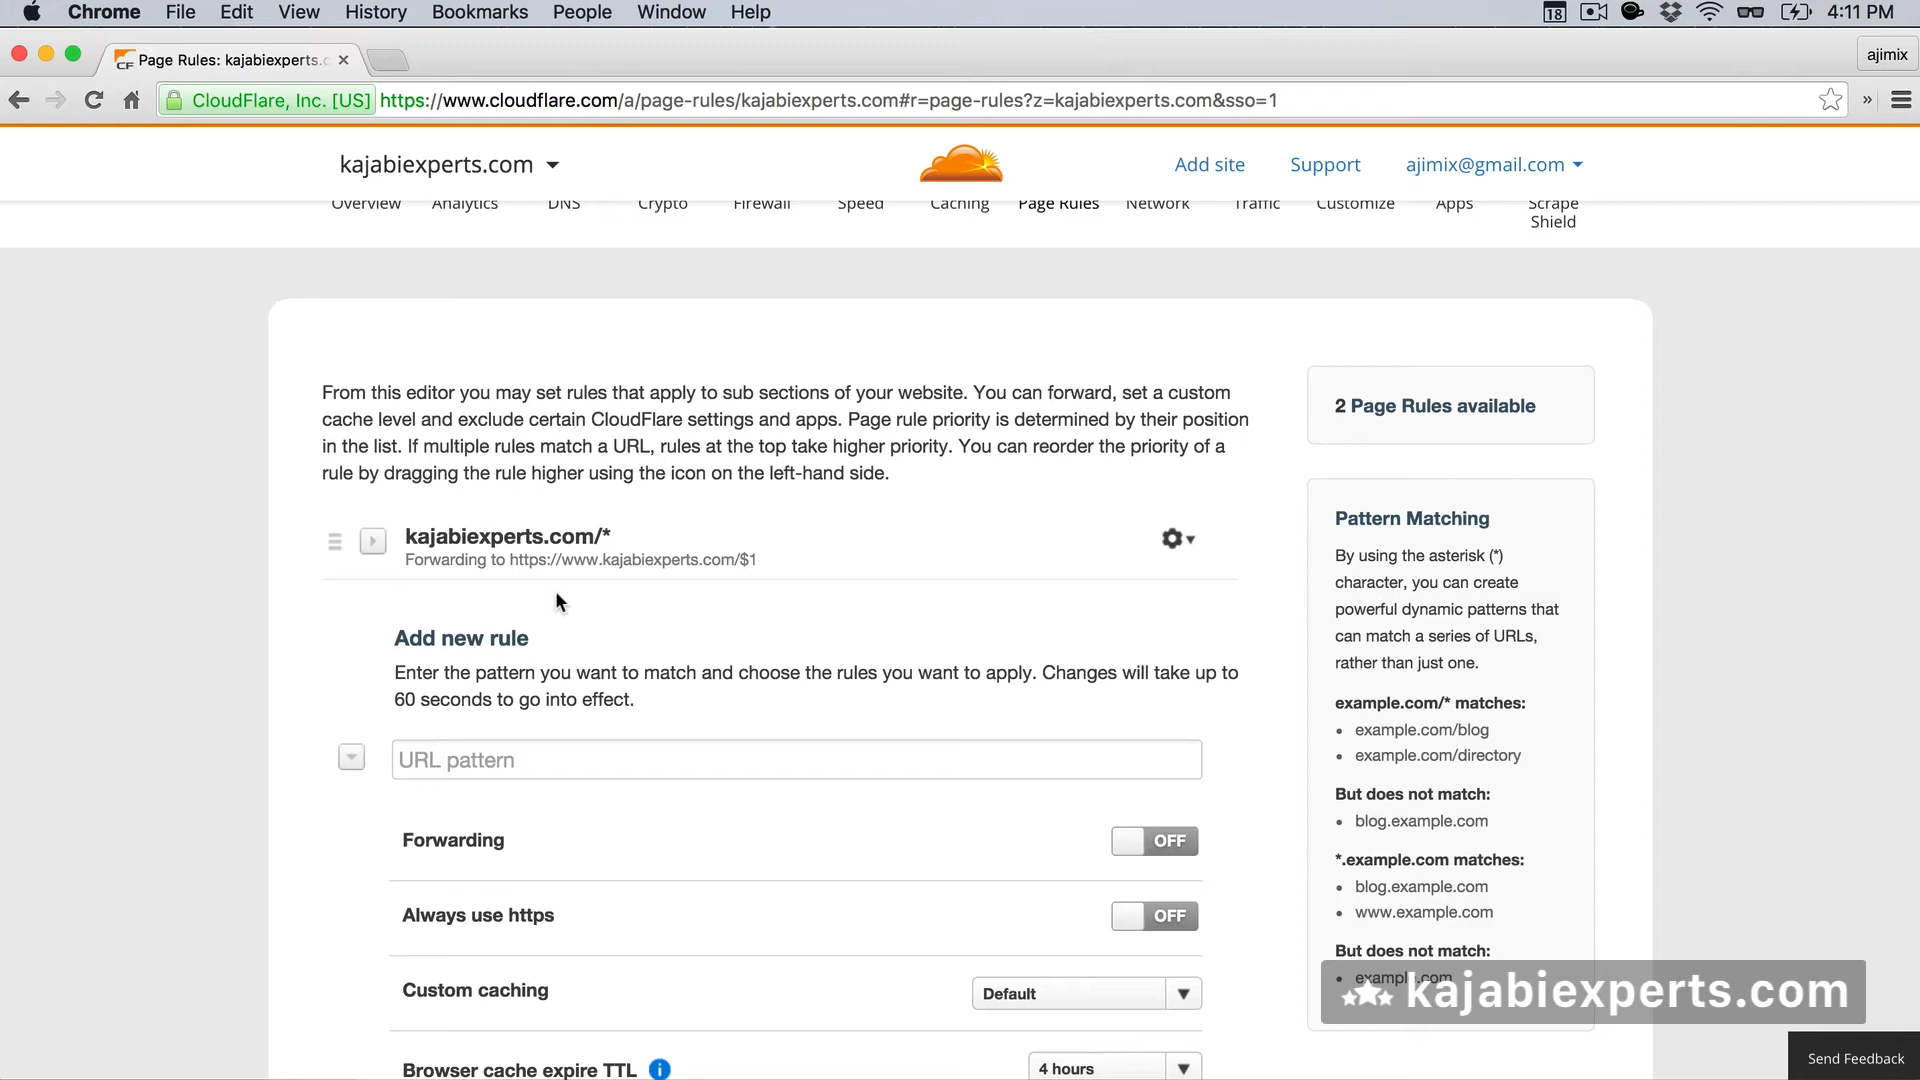 Chrome File Edit View History Bookmarks People Window Help 18 4:11 PM
CF Page Rules: kajabiexperts.c ajimix
CloudFlare, Inc. [US] https://www.cloudflare.com/a/page-rules/kajabiexperts.com#r=page-rules?z=kajabiexperts.com&sso=1 »
kajabiexperts.com Add site Support ajimix@gmail.com
Overview Analytics DNS Crypto Firewall Speed Caching Page Rules Network Traffic Customize Apps Scrape
Shield
From this editor you may set rules that apply to sub sections of your website. You can forward, set a custom
cache level and exclude certain CloudFlare settings and apps. Page rule priority is determined by their position
in the list. If multiple rules match a URL, rules at the top take higher priority. You can reorder the priority of a
rule by dragging the rule higher using the icon on the left-hand side.
kajabiexperts.com/*
Forwarding to https://www.kajabiexperts.com/$1
Add new rule
Enter the pattern you want to match and choose the rules you want to apply. Changes will take up to
60 seconds to go into effect.
URL pattern
Forwarding OFF
Always use https OFF
Custom caching Default
Browser cache expire TTL i 4 hours
2 Page Rules available
Pattern Matching
By using the asterisk (*)
character, you can create
powerful dynamic patterns that
can match a series of URLs,
rather than just one.
example.com/* matches:
• example.com/blog
• example.com/directory
But does not match:
• blog.example.com
*.example.com matches:
• blog.example.com
• www.example.com
But does not match:
• example.com
kajabiexperts.com
Send Feedback